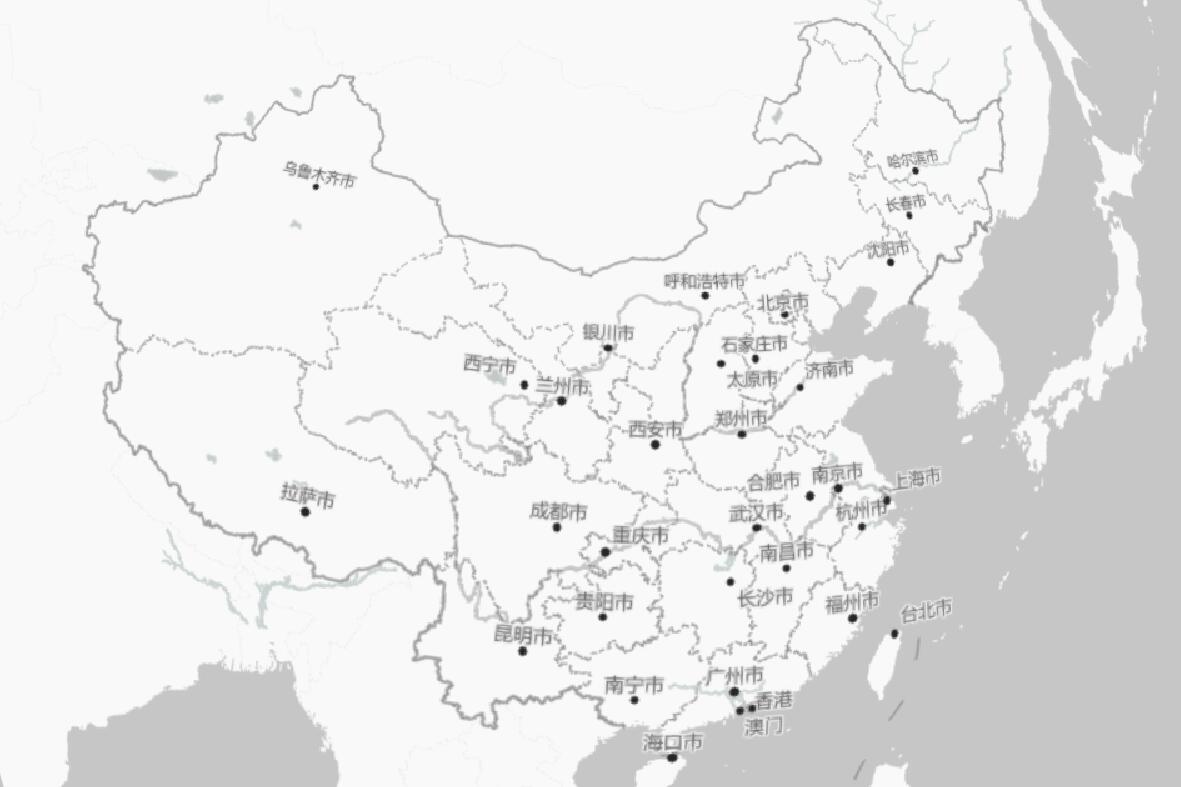 哈尔滨市
乌鲁木齐市
长春市
沈阳市
呼和浩特市
北京市
银川市
石家庄市
西宁市
兰州市
太原市
济南市
郑州市
西安市
合肥市
南京市
上海市
拉萨市
成都市
武汉市
杭州市
重庆市
南昌市
贵阳市
长沙市
福州市
台北市
昆明市
广州市
南宁市
香港
澳门
海口市